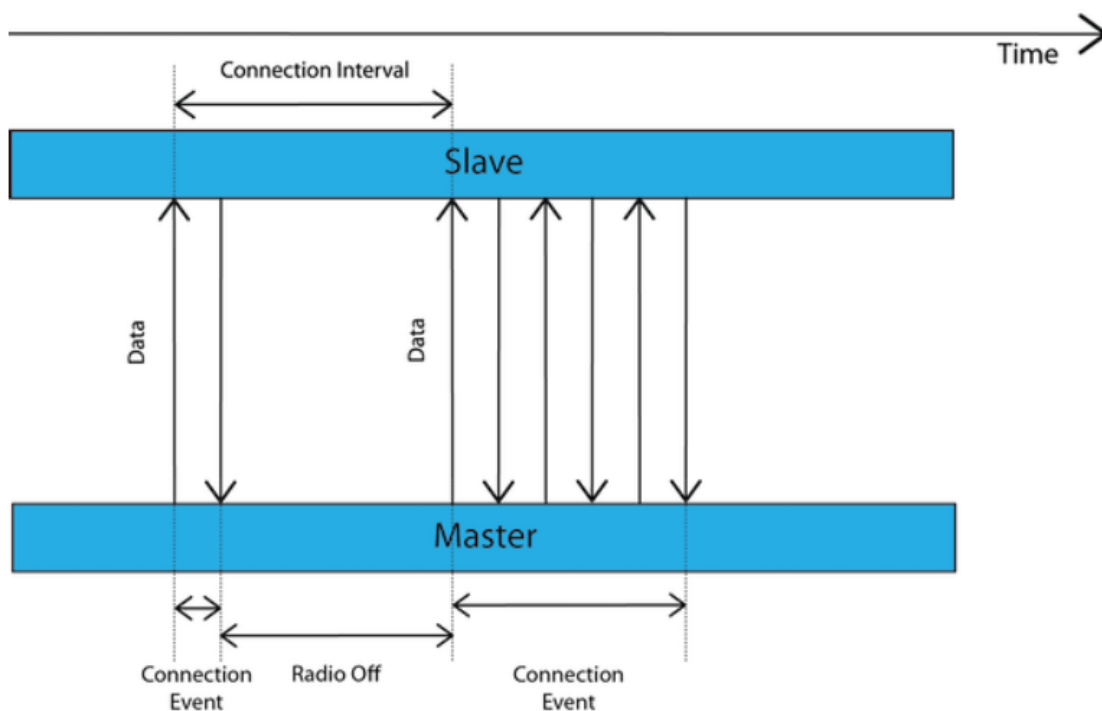 Time
Connection Interval
Slave
Data
Data
Master
Connection
Event
Radio Off
Connection
Event